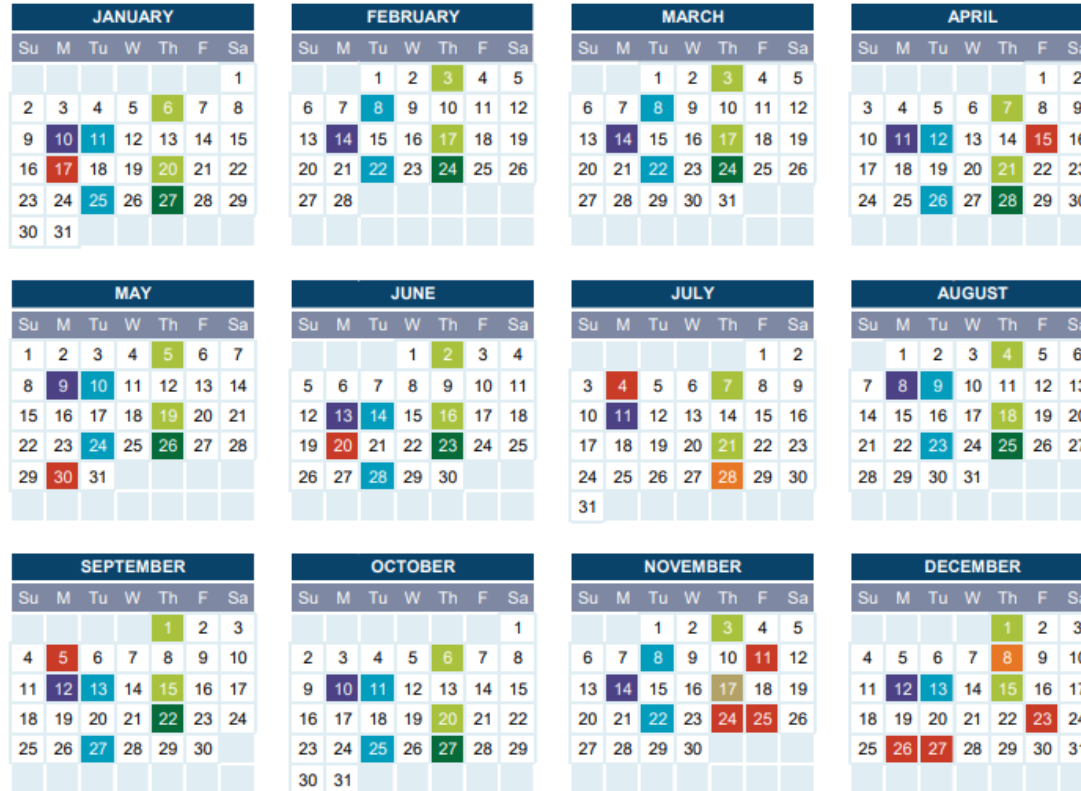 JANUARY
Su M Tu W Th F Sa
1
2 3 4 5 6 7 8
9 10 11 12 13 14 15
16 17 18 19 20 21 22
23 24 25 26 27 28 29
30 31
FEBRUARY
Su M Tu W Th F Sa
1 2 3 4 5
6 7 8 9 10 11 12
13 14 15 16 17 18 19
20 21 22 23 24 25 26
27 28
MARCH
Su M Tu W Th F Sa
1 2 3 4 5
6 7 8 9 10 11 12
13 14 15 16 17 18 19
20 21 22 23 24 25 26
27 28 29 30 31
APRIL
Su M Tu W Th F Sa
1 2
3 4 5 6 7 8 9
10 11 12 13 14 15 16
17 18 19 20 21 22 23
24 25 26 27 28 29 30
MAY
Su M Tu W Th F Sa
1 2 3 4 5 6 7
8 9 10 11 12 13 14
15 16 17 18 19 20 21
22 23 24 25 26 27 28
29 30 31
JUNE
Su M Tu W Th F Sa
1 2 3 4
5 6 7 8 9 10 11
12 13 14 15 16 17 18
19 20 21 22 23 24 25
26 27 28 29 30
JULY
Su M Tu W Th F Sa
1 2
3 4 5 6 7 8 9
10 11 12 13 14 15 16
17 18 19 20 21 22 23
24 25 26 27 28 29 30
31
AUGUST
Su M Tu W Th F Sa
1 2 3 4 5 6
7 8 9 10 11 12 13
14 15 16 17 18 19 20
21 22 23 24 25 26 27
28 29 30 31
SEPTEMBER
Su M Tu W Th F Sa
1 2 3
4 5 6 7 8 9 10
11 12 13 14 15 16 17
18 19 20 21 22 23 24
25 26 27 28 29 30
OCTOBER
Su M Tu W Th F Sa
1
2 3 4 5 6 7 8
9 10 11 12 13 14 15
16 17 18 19 20 21 22
23 24 25 26 27 28 29
30 31
NOVEMBER
Su M Tu W Th F Sa
1 2 3 4 5
6 7 8 9 10 11 12
13 14 15 16 17 18 19
20 21 22 23 24 25 26
27 28 29 30
DECEMBER
Su M Tu W Th F Sa
1 2 3
4 5 6 7 8 9 10
11 12 13 14 15 16 17
18 19 20 21 22 23 24
25 26 27 28 29 30 31